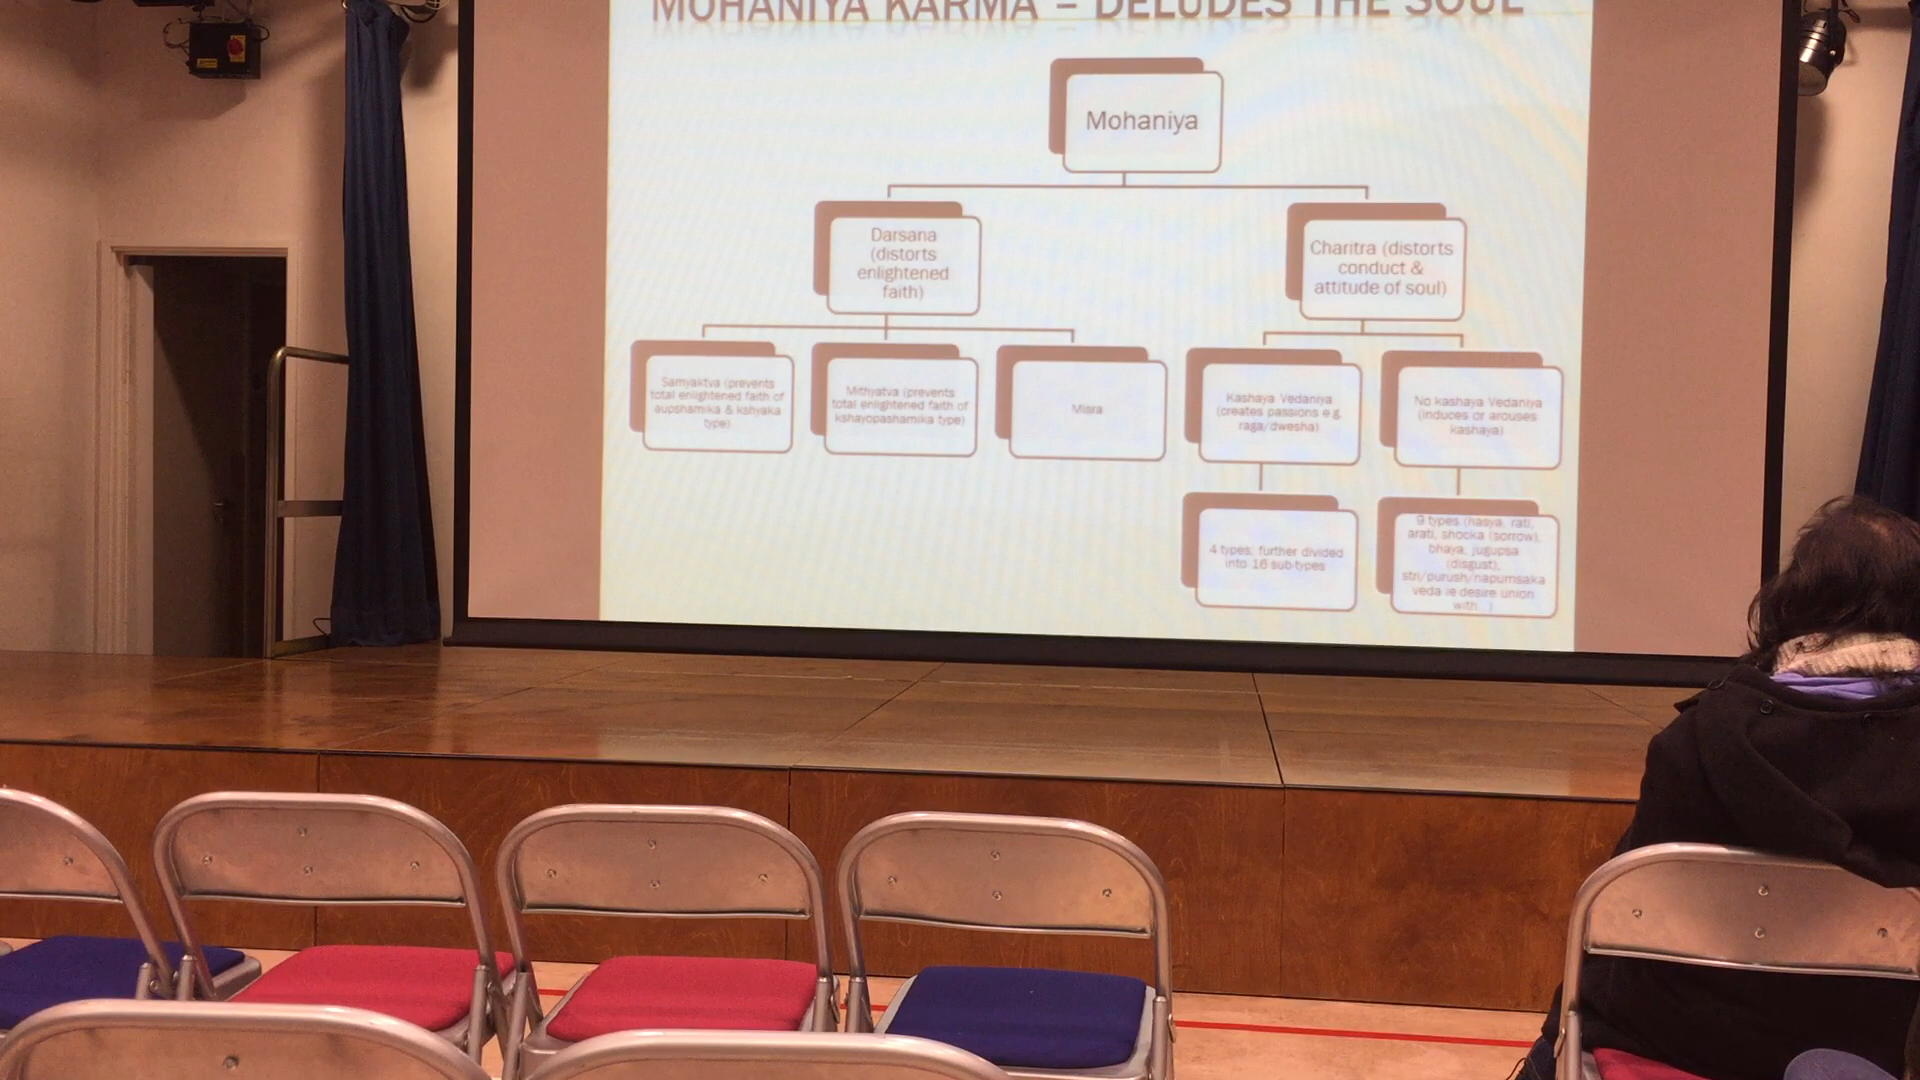 MOHANIYA KARMA – DELUDES THE SOUL
Mohaniya
Darsana
(distorts
enlightened
faith)
Charitra (distorts
conduct &
attitude of soul)
Samyaktva (prevents
total enlightened faith of
aupshamika & kshyaka
type)
Mithyatva (prevents
total enlightened faith of
kshayopashamika type)
Misra
Kashaya Vedaniya
(creates passions e.g.
raga/dwesha)
No kashaya Vedaniya
(induces or arouses
kashaya)
4 types; further divided
into 16 sub-types
9 types (hasya, rati,
arati, shocka (sorrow),
bhaya, jugupsa
(disgust),
stri/purush/napumsaka
veda ie desire union
with...)